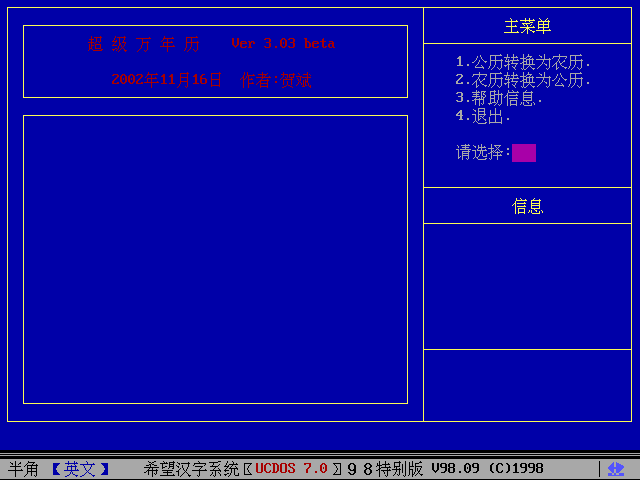 超 级 万 年 历 Ver 3.03 beta
2002年11月16日 作者:贺斌
主菜单
1.公历转换为农历.
2.农历转换为公历.
3.帮助信息.
4.退出.
请选择:
信息
半角 【英文】 希望汉字系统〖UCDOS 7.0〗98特别版 V98.09 (C)1998